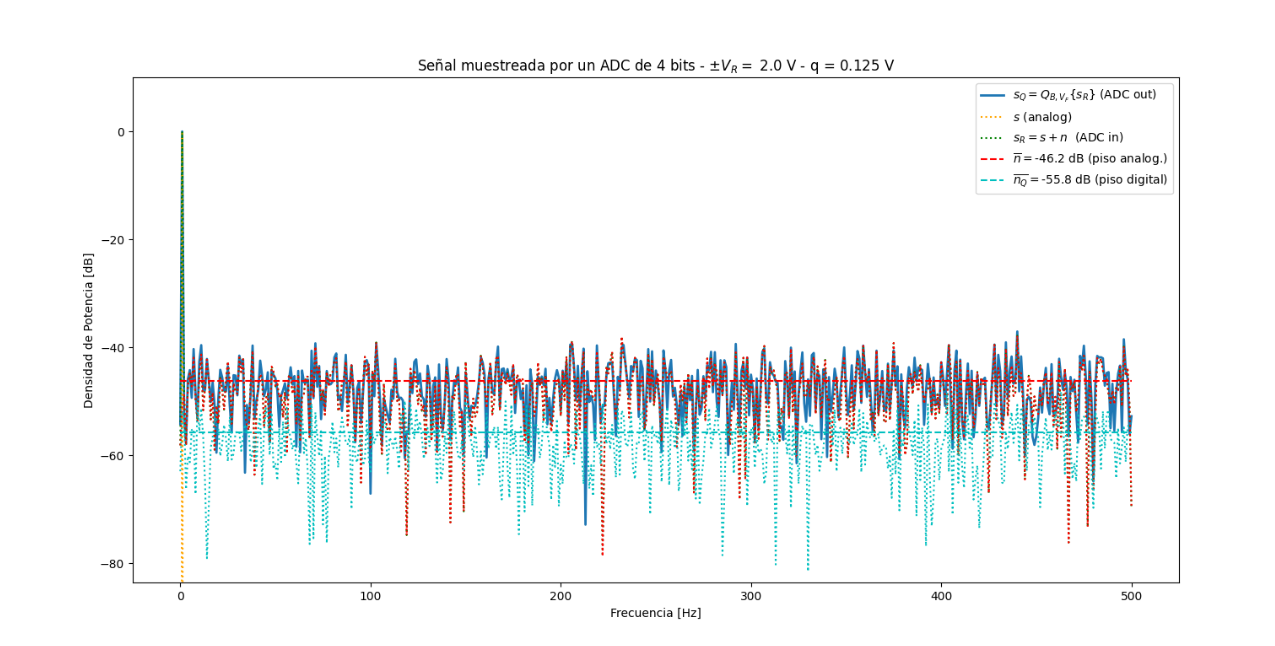 Señal muestreada por un ADC de 4 bits - ±V_R = 2.0 V - q = 0.125 V
s_Q = Q_{B,V_F}{s_R} (ADC out)
s (analog)
s_R = s + n (ADC in)
n̅ = -46.2 dB (piso analog.)
n̅_Q̅ = -55.8 dB (piso digital)
Densidad de Potencia [dB]
0
−20
−40
−60
−80
0 100 200 300 400 500
Frecuencia [Hz]